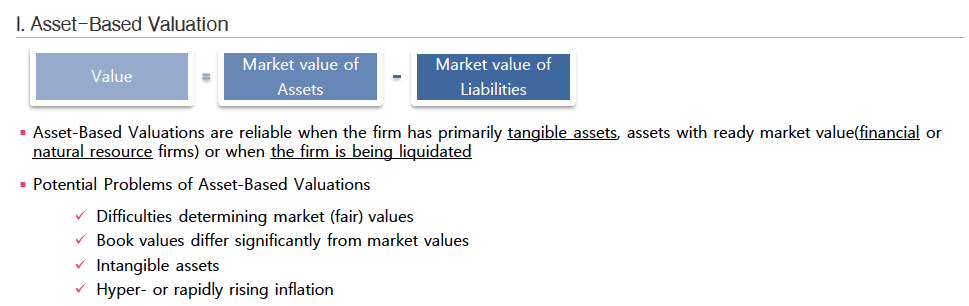 I. Asset-Based Valuation
Value = Market value of Assets - Market value of Liabilities
▪ Asset-Based Valuations are reliable when the firm has primarily tangible assets, assets with ready market value(financial or
natural resource firms) or when the firm is being liquidated
▪ Potential Problems of Asset-Based Valuations
✓ Difficulties determining market (fair) values
✓ Book values differ significantly from market values
✓ Intangible assets
✓ Hyper- or rapidly rising inflation